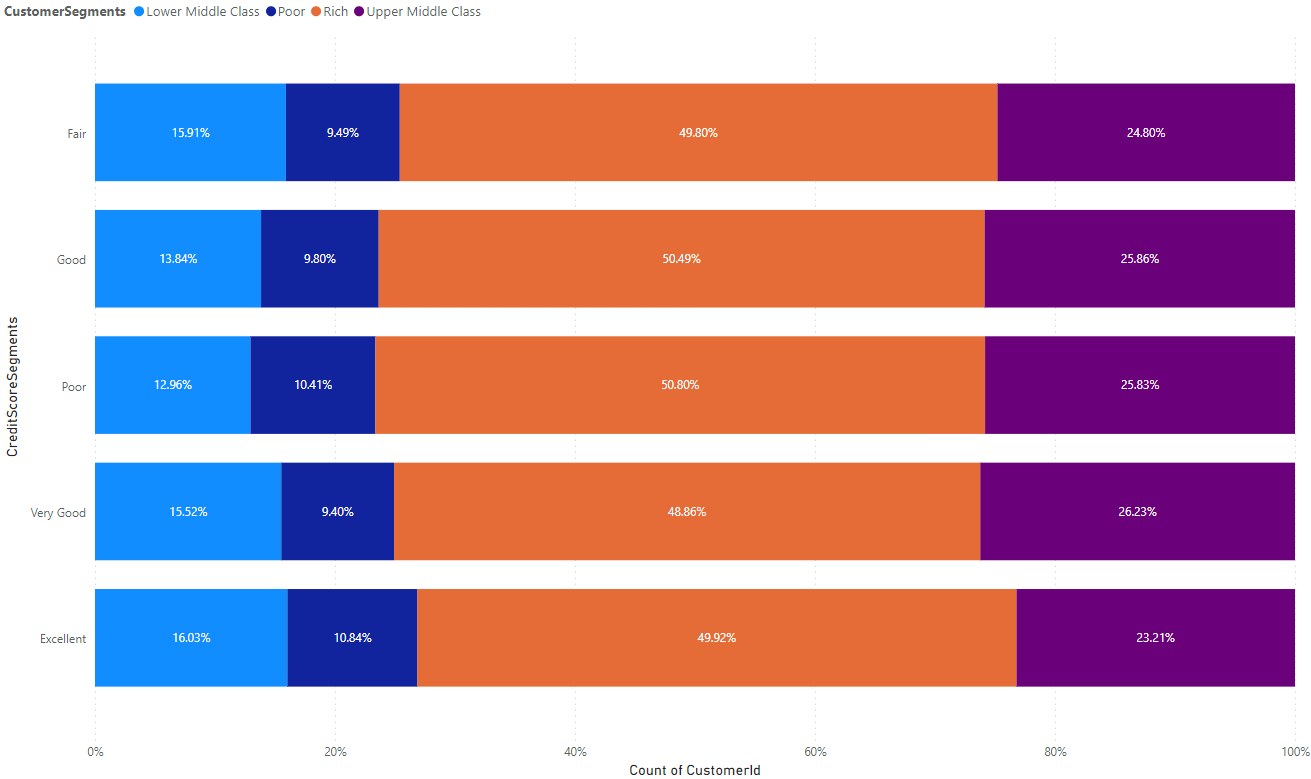 CustomerSegments Lower Middle Class Poor Rich Upper Middle Class
Fair 15.91% 9.49% 49.80% 24.80%
Good 13.84% 9.80% 50.49% 25.86%
Poor 12.96% 10.41% 50.80% 25.83%
Very Good 15.52% 9.40% 48.86% 26.23%
Excellent 16.03% 10.84% 49.92% 23.21%
CreditScoreSegments
0% 20% 40% 60% 80% 100%
Count of CustomerId